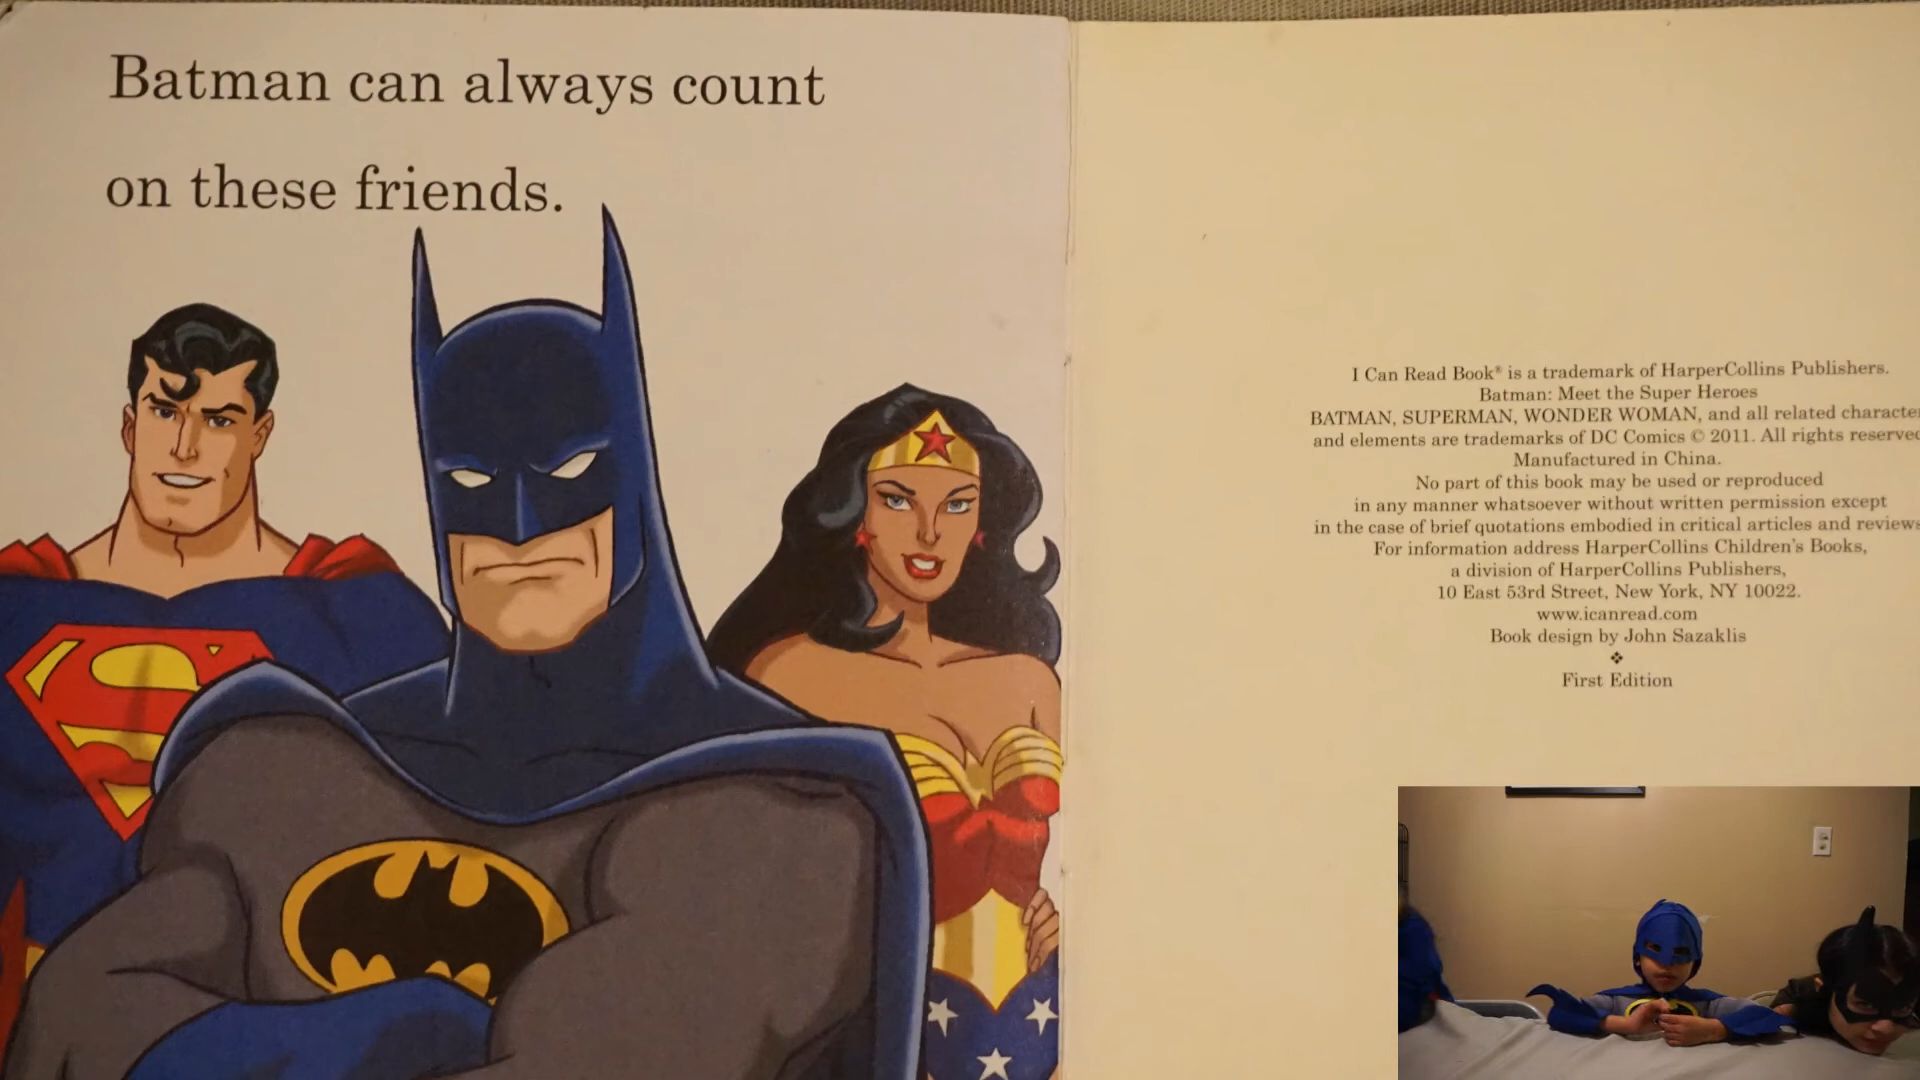 Batman can always count
on these friends.
I Can Read Book® is a trademark of HarperCollins Publishers.
Batman: Meet the Super Heroes
BATMAN, SUPERMAN, WONDER WOMAN, and all related character
and elements are trademarks of DC Comics © 2011. All rights reserved
Manufactured in China.
No part of this book may be used or reproduced
in any manner whatsoever without written permission except
in the case of brief quotations embodied in critical articles and reviews
For information address HarperCollins Children's Books,
a division of HarperCollins Publishers,
10 East 53rd Street, New York, NY 10022.
www.icanread.com
Book design by John Sazaklis
❖
First Edition